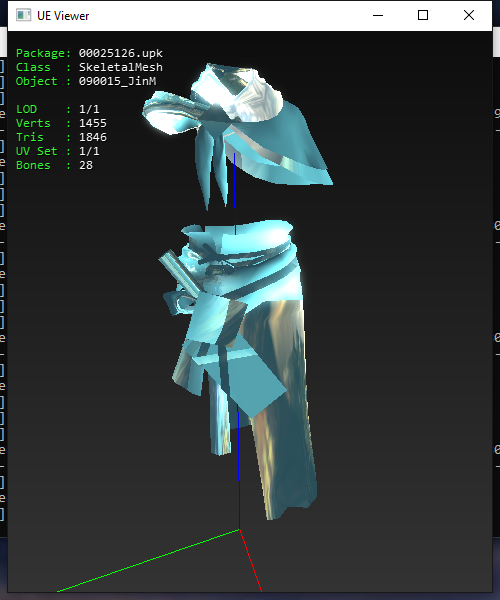 UE Viewer
Package: 00025126.upk
Class  : SkeletalMesh
Object : 090015_JinM
LOD    : 1/1
Verts  : 1455
Tris   : 1846
UV Set : 1/1
Bones  : 28